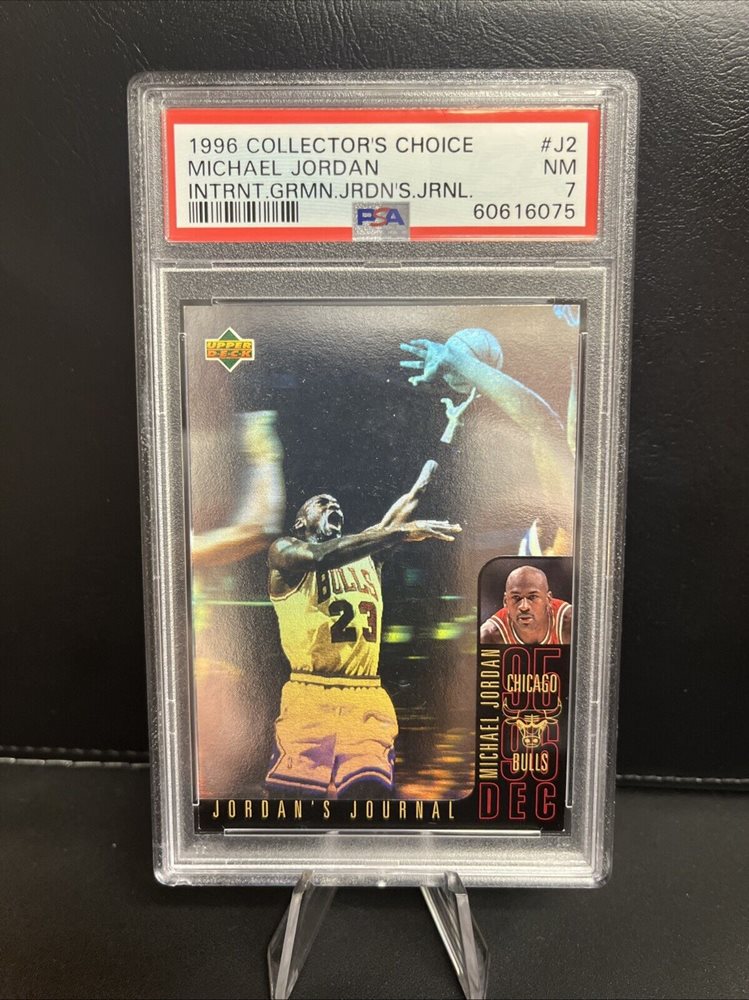 1996 COLLECTOR'S CHOICE #J2
MICHAEL JORDAN NM
INTRNT.GRMN.JRDN'S.JRNL. 7
PSA 60616075
UPPER
DECK
BULLS
23
MICHAEL JORDAN
95
CHICAGO
96
BULLS
DEC
JORDAN'S JOURNAL